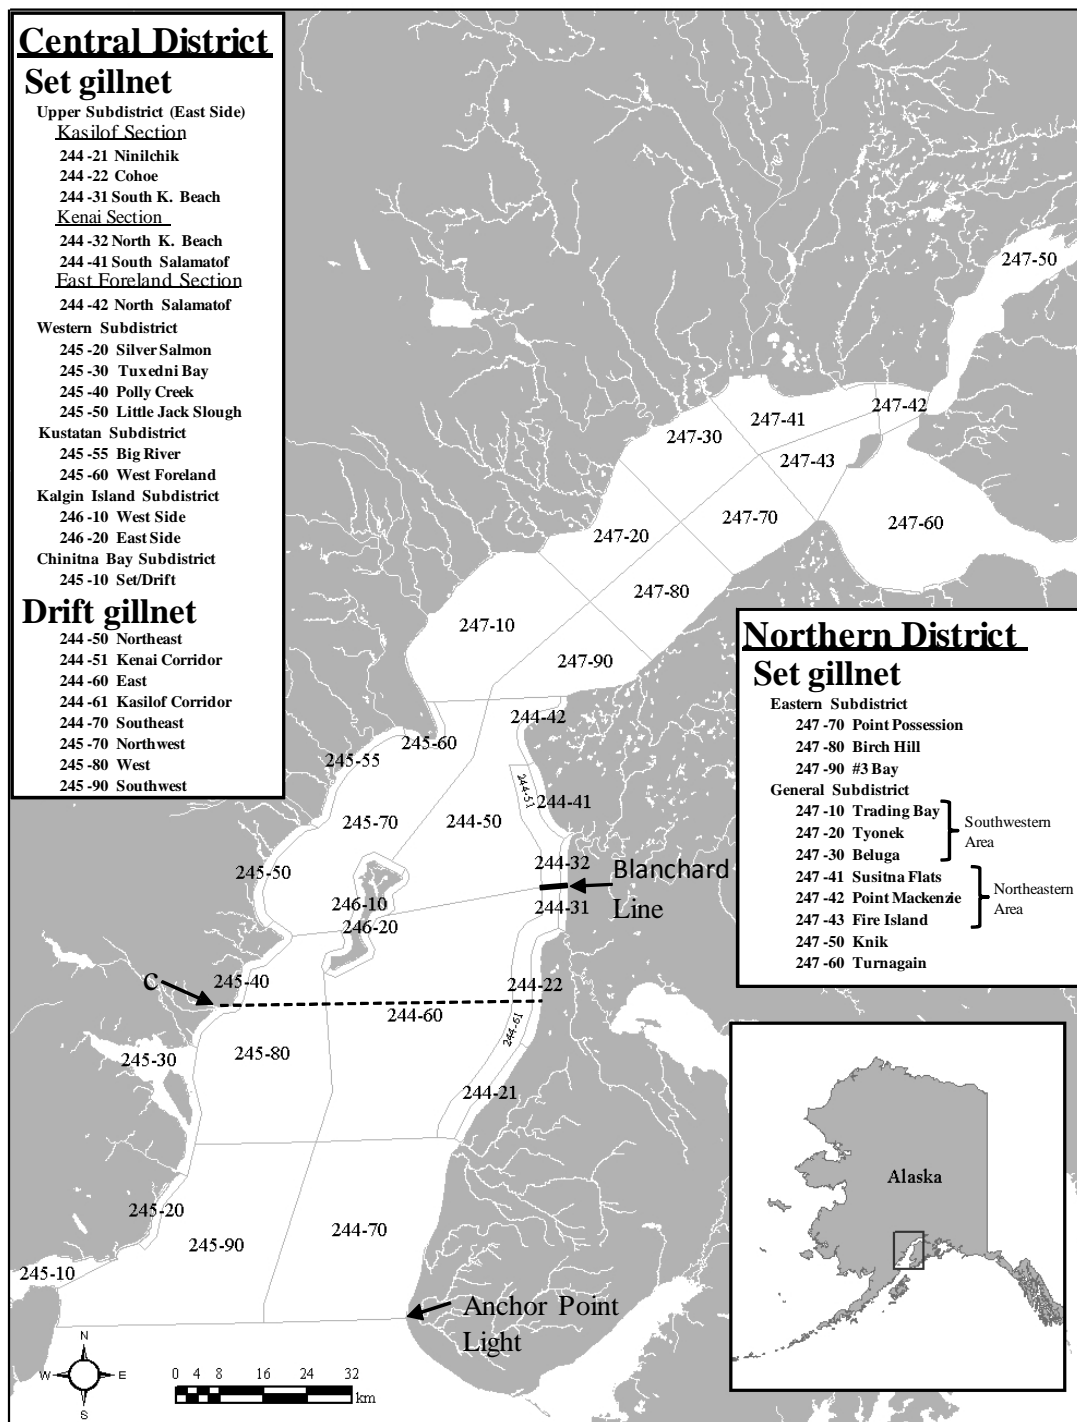 Central District
Set gillnet
Upper Subdistrict (East Side)
Kasilof Section
244-21 Ninilchik
244-22 Cohoe
244-31 South K. Beach
Kenai Section
244-32 North K. Beach
244-41 South Salamatof
East Foreland Section
244-42 North Salamatof
Western Subdistrict
245-20 Silver Salmon
245-30 Tuxedni Bay
245-40 Polly Creek
245-50 Little Jack Slough
Kustatan Subdistrict
245-55 Big River
245-60 West Foreland
Kalgin Island Subdistrict
246-10 West Side
246-20 East Side
Chinitna Bay Subdistrict
245-10 Set/Drift
Drift gillnet
244-50 Northeast
244-51 Kenai Corridor
244-60 East
244-61 Kasilof Corridor
244-70 Southeast
245-70 Northwest
245-80 West
245-90 Southwest
247-50
247-42
247-41
247-30
247-43
247-70
247-60
247-20
247-80
247-10
247-90
244-42
245-60
245-55
244-51
244-41
245-70
244-50
244-32
245-50
Blanchard
Line
246-10
244-31
246-20
245-40
244-22
C
244-60
244-61
245-80
245-30
244-21
245-20
244-70
245-90
245-10
Anchor Point
Light
Northern District
Set gillnet
Eastern Subdistrict
247-70 Point Possession
247-80 Birch Hill
247-90 #3 Bay
General Subdistrict
247-10 Trading Bay
247-20 Tyonek
247-30 Beluga
Southwestern
Area
247-41 Susitna Flats
247-42 Point Mackenzie
247-43 Fire Island
Northeastern
Area
247-50 Knik
247-60 Turnagain
Alaska
N
W E
S
0 4 8 16 24 32
km